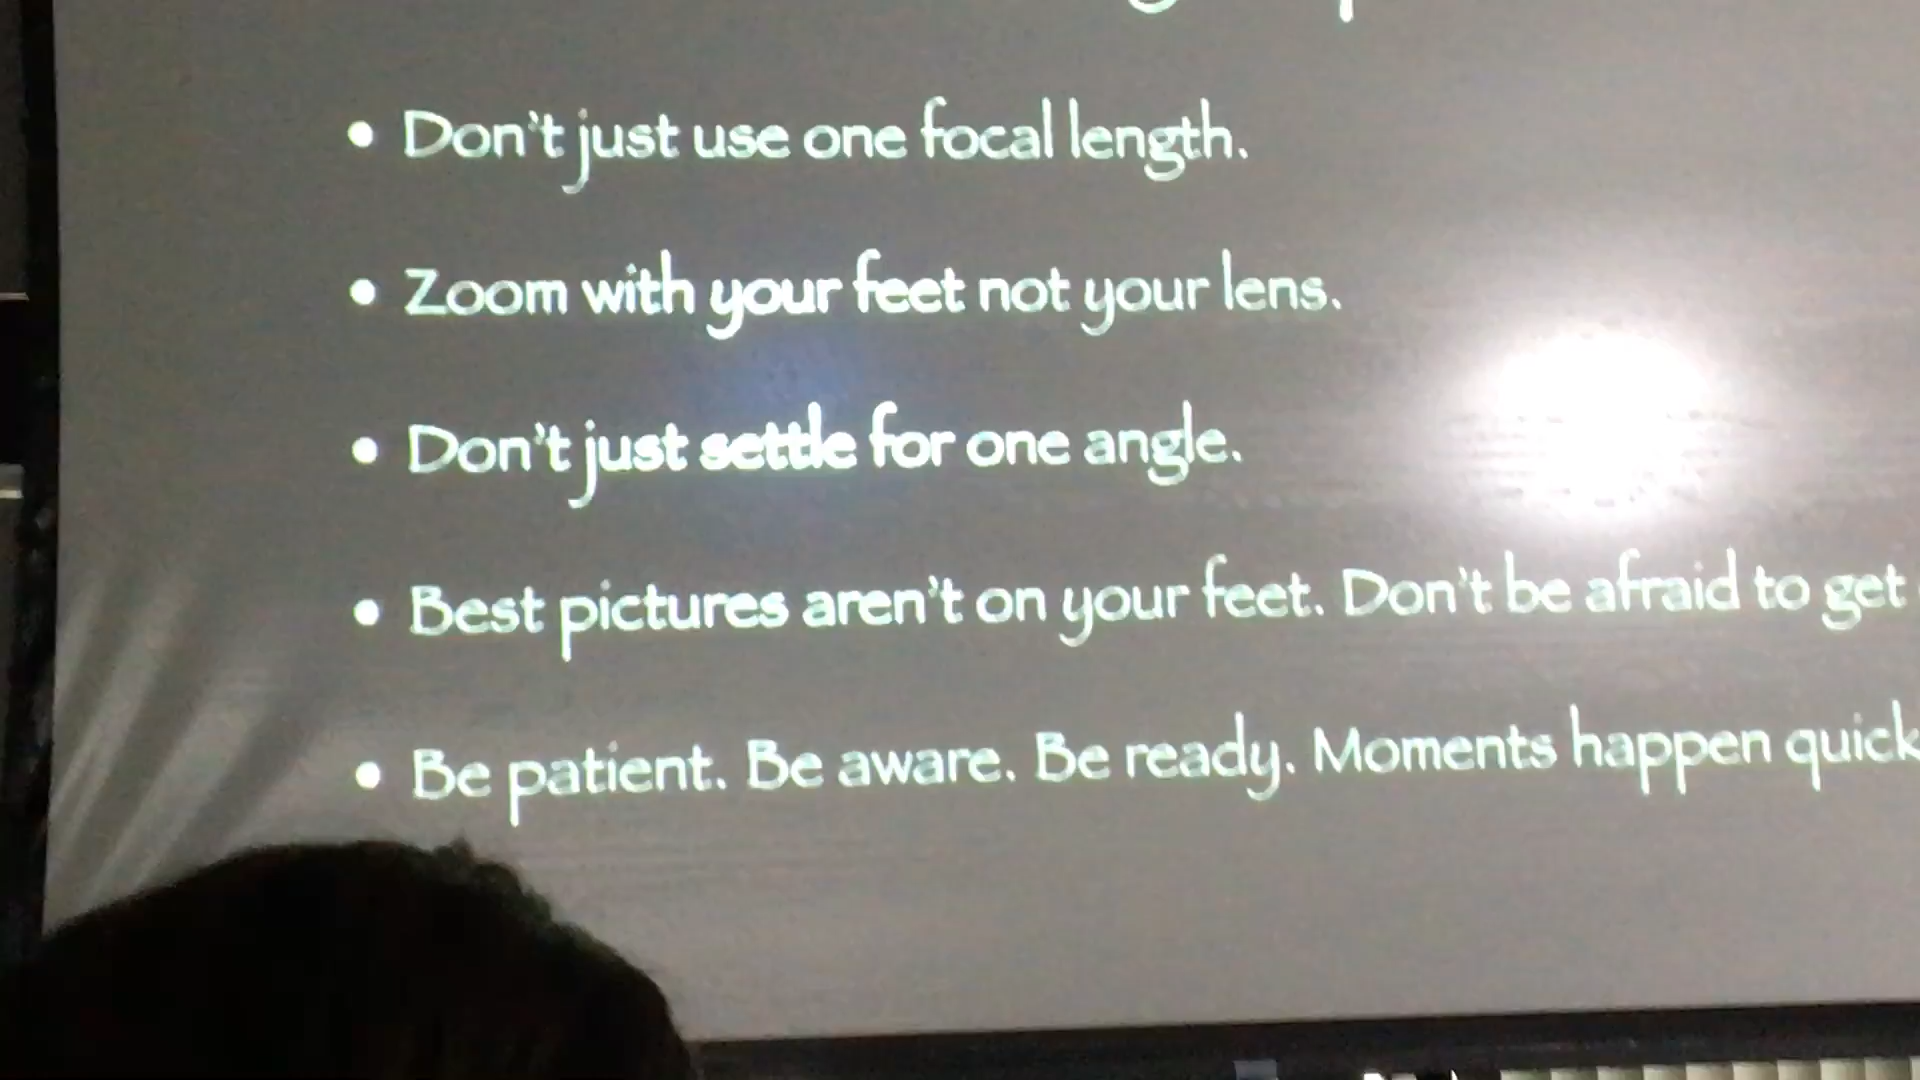 • Don't just use one focal length.
• Zoom with your feet not your lens.
• Don't just settle for one angle.
• Best pictures aren't on your feet. Don't be afraid to get
• Be patient. Be aware. Be ready. Moments happen quick